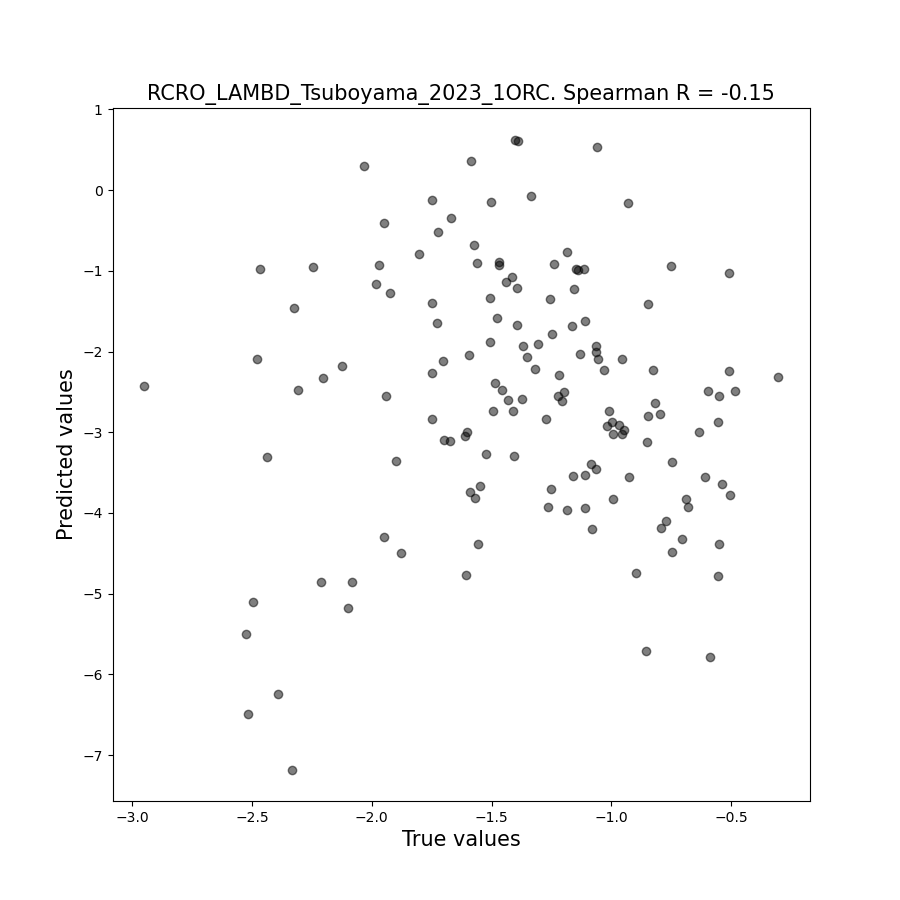 RCRO_LAMBD_Tsuboyama_2023_1ORC. Spearman R = -0.15
1
0
−1
−2
−3
−4
−5
−6
−7
Predicted values
−3.0 −2.5 −2.0 −1.5 −1.0 −0.5
True values